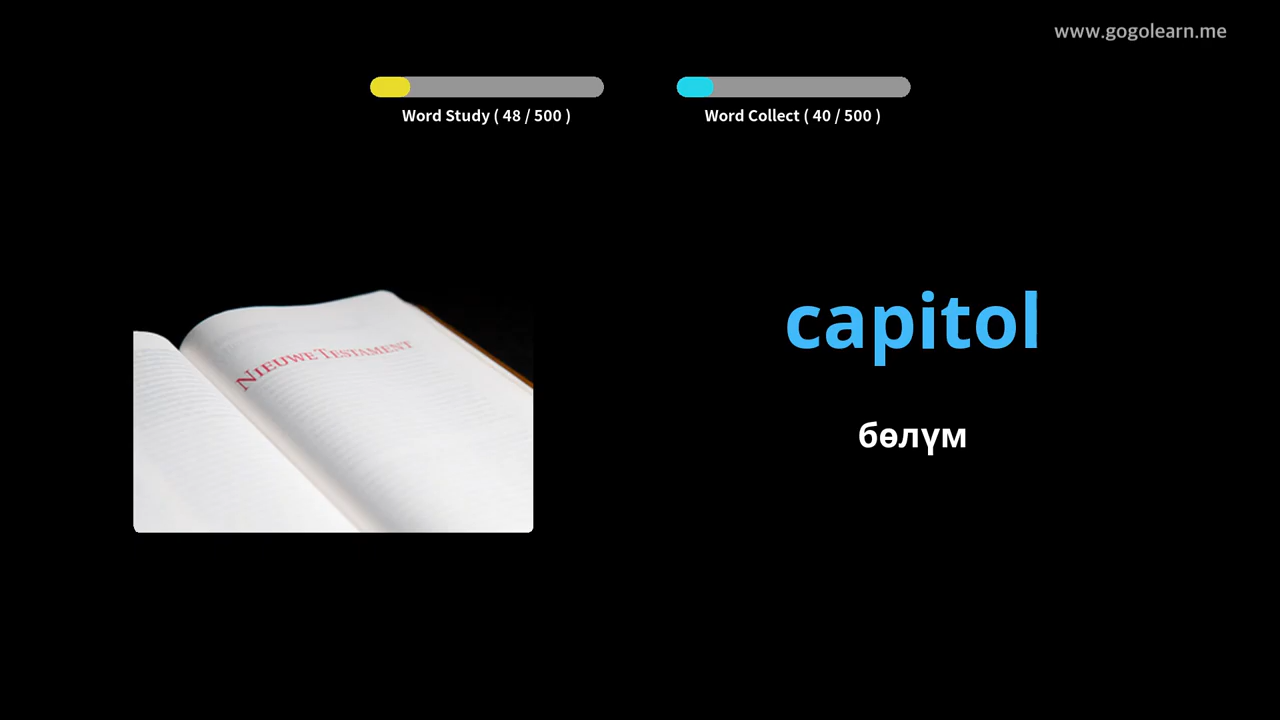 www.gogolearn.me
Word Study ( 48 / 500 )
Word Collect ( 40 / 500 )
NIEUWE TESTAMENT
capitol
бөлүм